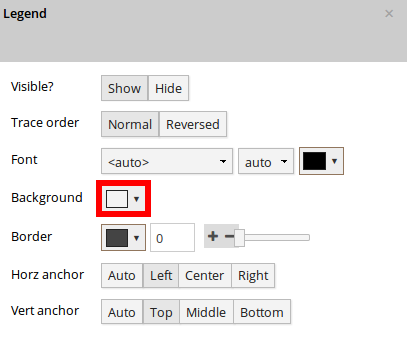 Legend ×
Visible? Show Hide
Trace order Normal Reversed
Font <auto> auto
Background
Border 0
Horz anchor Auto Left Center Right
Vert anchor Auto Top Middle Bottom